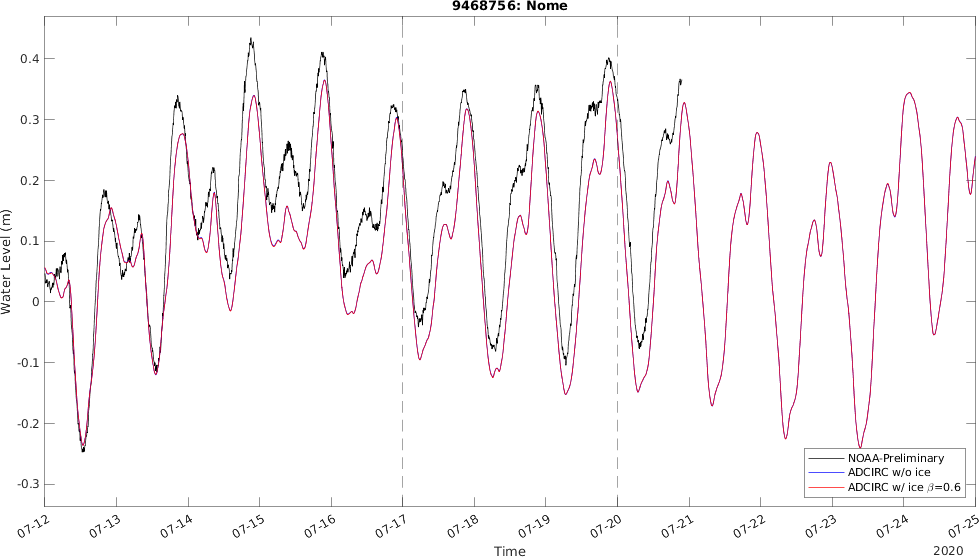 9468756: Nome
Water Level (m)
0.4
0.3
0.2
0.1
0
-0.1
-0.2
-0.3
NOAA-Preliminary
ADCIRC w/o ice
ADCIRC w/ ice β=0.6
07-12 07-13 07-14 07-15 07-16 07-17 07-18 07-19 07-20 07-21 07-22 07-23 07-24 07-25
2020
Time